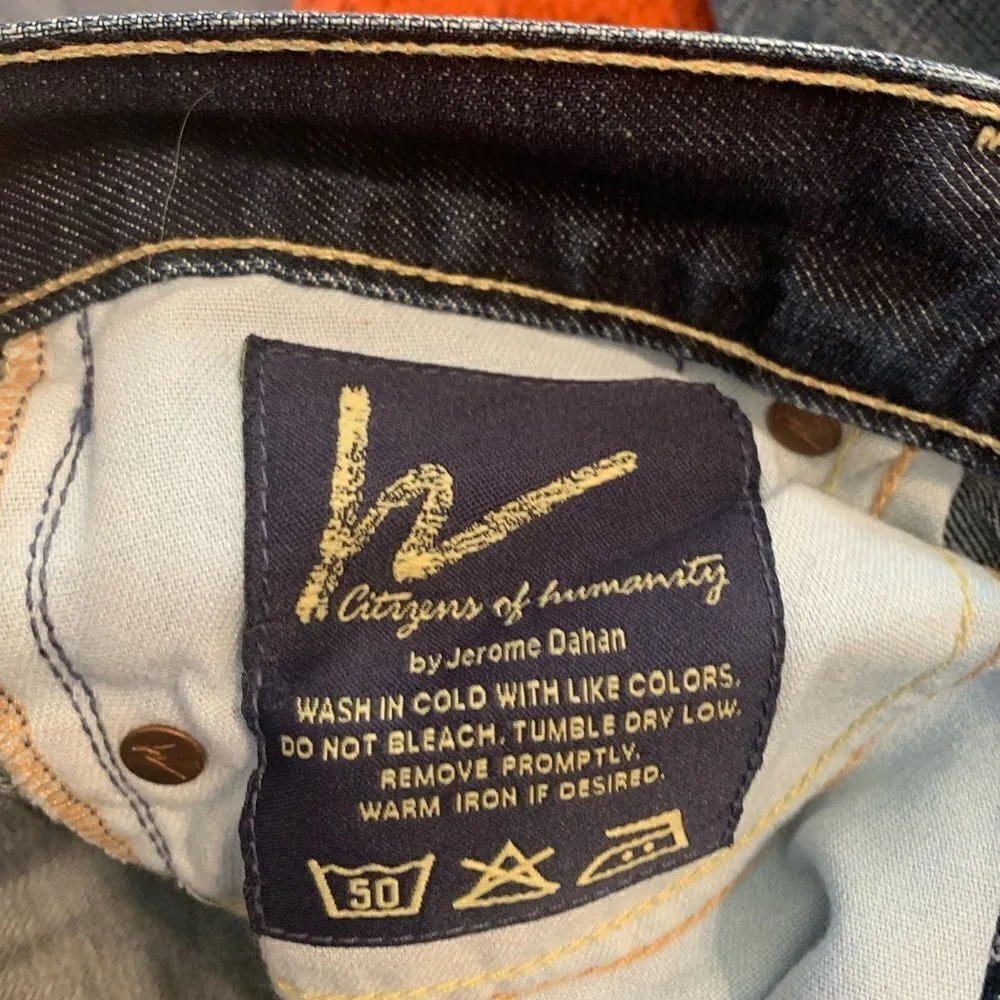 h
Citizens of humanity
by Jerome Dahan
WASH IN COLD WITH LIKE COLORS.
DO NOT BLEACH. TUMBLE DRY LOW.
REMOVE PROMPTLY.
WARM IRON IF DESIRED.
50